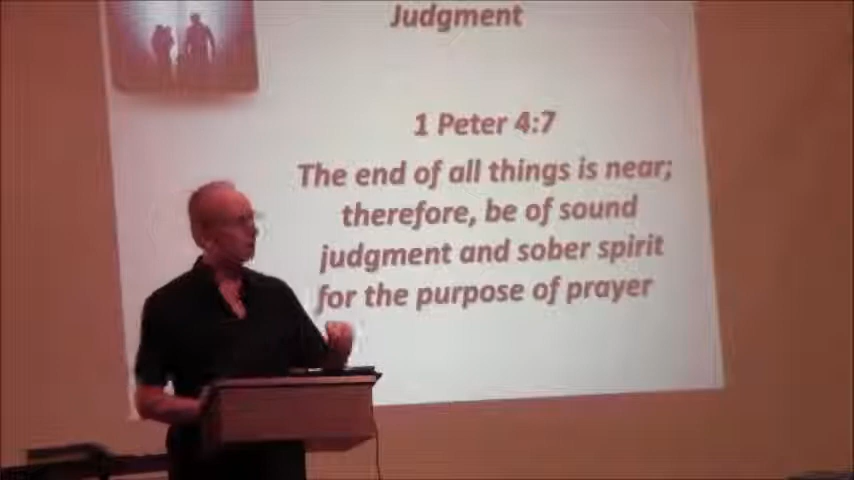 Judgment
1 Peter 4:7
The end of all things is near;
therefore, be of sound
judgment and sober spirit
for the purpose of prayer